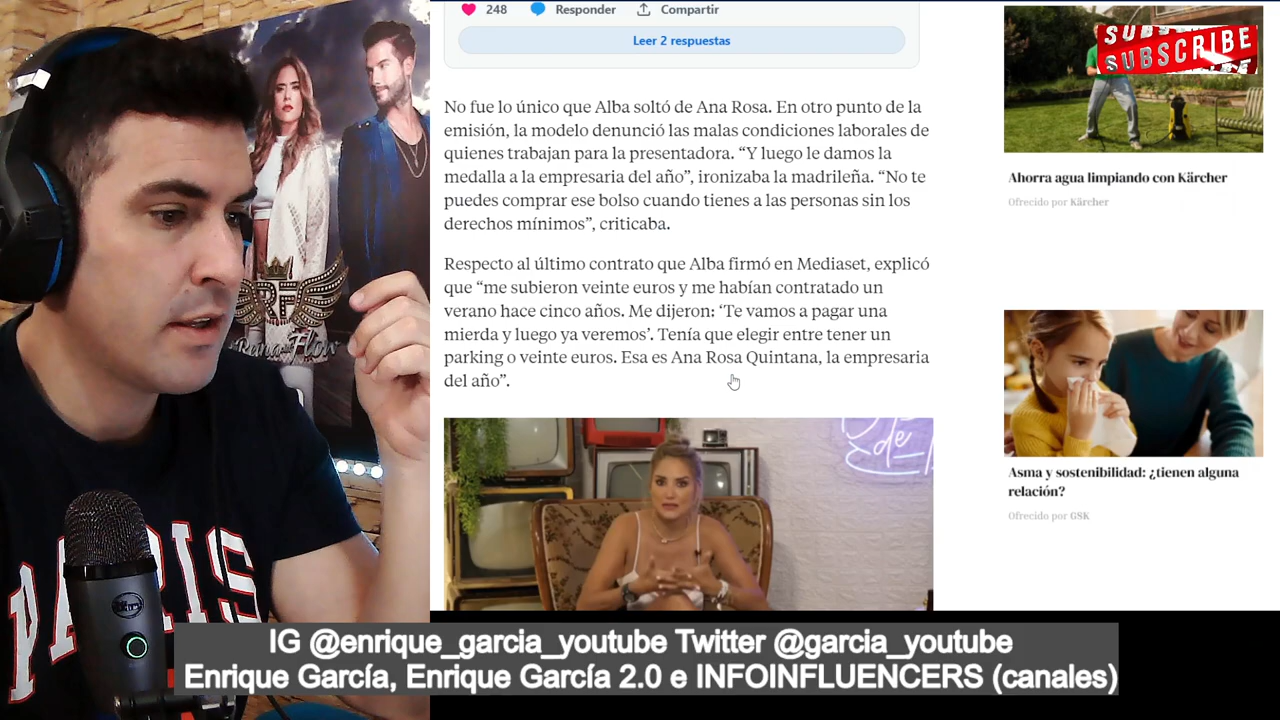 248 Responder Compartir
Leer 2 respuestas
No fue lo único que Alba soltó de Ana Rosa. En otro punto de la
emisión, la modelo denunció las malas condiciones laborales de
quienes trabajan para la presentadora. “Y luego le damos la
medalla a la empresaria del año”, ironizaba la madrileña. “No te
puedes comprar ese bolso cuando tienes a las personas sin los
derechos mínimos”, criticaba.
Respecto al último contrato que Alba firmó en Mediaset, explicó
que “me subieron veinte euros y me habían contratado un
verano hace cinco años. Me dijeron: ‘Te vamos a pagar una
mierda y luego ya veremos’. Tenía que elegir entre tener un
parking o veinte euros. Esa es Ana Rosa Quintana, la empresaria
del año”.
SUBSCRIBE
Ahorra agua limpiando con Kärcher
Ofrecido por Kärcher
Asma y sostenibilidad: ¿tienen alguna
relación?
Ofrecido por GSK
RF
Reina Flow
PARIS
de
IG @enrique_garcia_youtube Twitter @garcia_youtube
Enrique García, Enrique García 2.0 e INFOINFLUENCERS (canales)